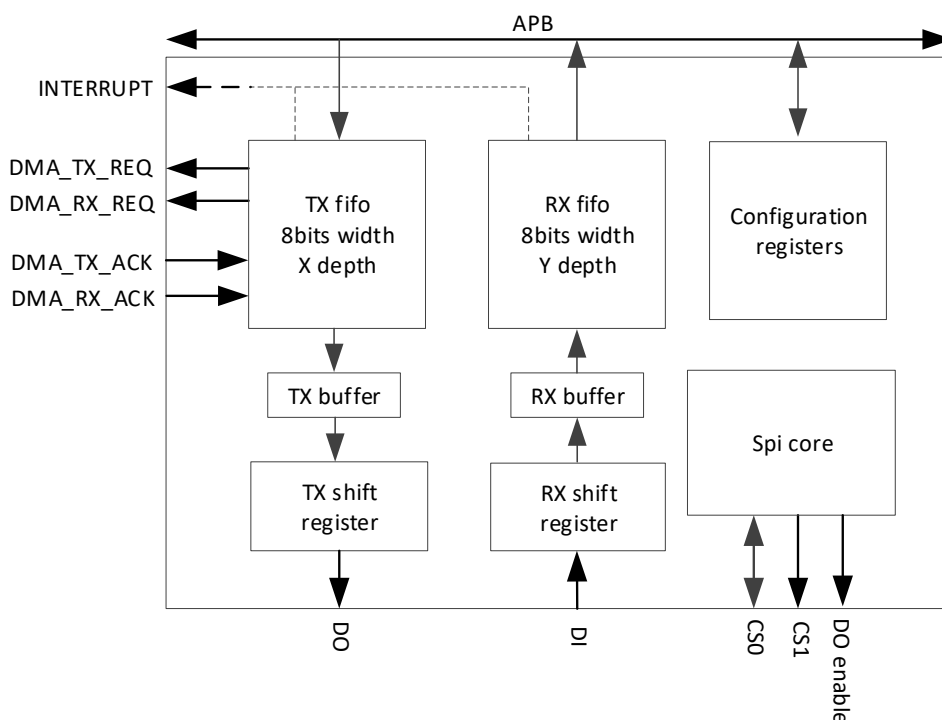 APB
INTERRUPT
DMA_TX_REQ
DMA_RX_REQ
DMA_TX_ACK
DMA_RX_ACK
TX fifo
8bits width
X depth
RX fifo
8bits width
Y depth
Configuration
registers
TX buffer
RX buffer
Spi core
TX shift
register
RX shift
register
DO
DI
CS0
CS1
DO enable